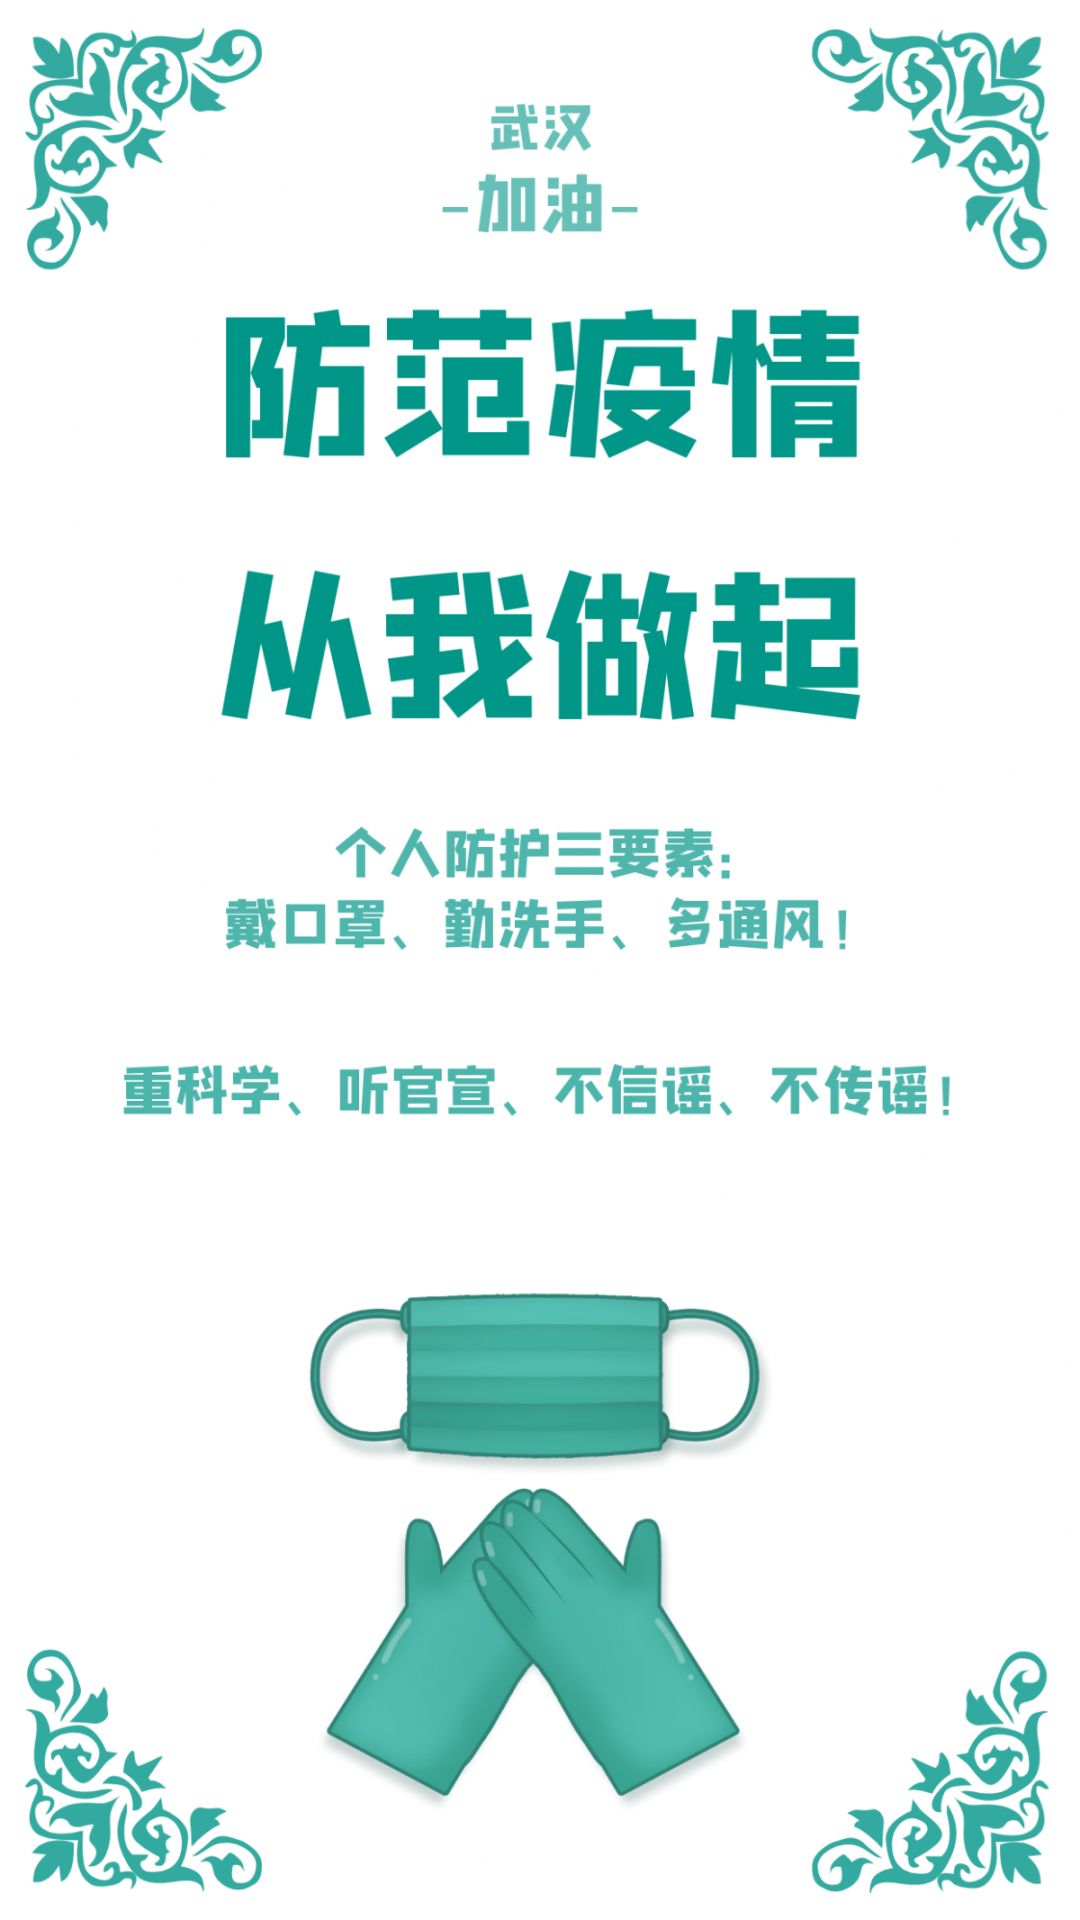 武汉
-加油-
防范疫情
从我做起
个人防护三要素：
戴口罩、勤洗手、多通风！
重科学、听官宣、不信谣、不传谣！